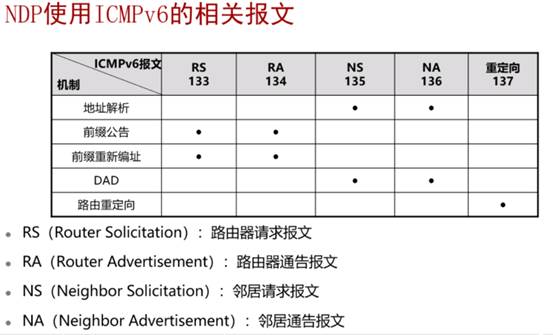 NDP使用ICMPv6的相关报文
ICMPv6报文 机制 RS 133 RA 134 NS 135 NA 136 重定向 137
地址解析 • •
前缀公告 • •
前缀重新编址 • •
DAD • •
路由重定向 •
• RS（Router Solicitation）：路由器请求报文
• RA（Router Advertisement）：路由器通告报文
• NS（Neighbor Solicitation）：邻居请求报文
• NA（Neighbor Advertisement）：邻居通告报文